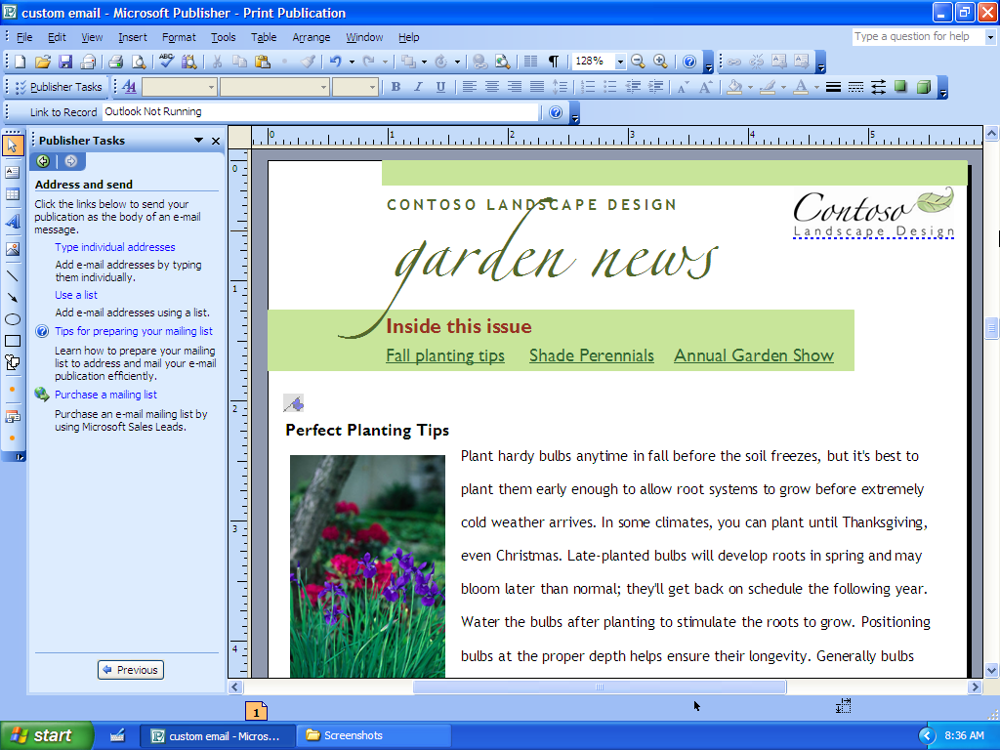 custom email - Microsoft Publisher - Print Publication
File Edit View Insert Format Tools Table Arrange Window Help
Type a question for help
128%
Publisher Tasks
B I U
Link to Record Outlook Not Running
Publisher Tasks
Address and send
Click the links below to send your
publication as the body of an e-mail
message.
Type individual addresses
Add e-mail addresses by typing
them individually.
Use a list
Add e-mail addresses using a list.
Tips for preparing your mailing list
Learn how to prepare your mailing
list to address and mail your e-mail
publication efficiently.
Purchase a mailing list
Purchase an e-mail mailing list by
using Microsoft Sales Leads.
Previous
0 1 2 3 4 5
0
1
2
3
4
CONTOSO LANDSCAPE DESIGN
garden news
Contoso
Landscape Design
Inside this issue
Fall planting tips Shade Perennials Annual Garden Show
Perfect Planting Tips
Plant hardy bulbs anytime in fall before the soil freezes, but it's best to
plant them early enough to allow root systems to grow before extremely
cold weather arrives. In some climates, you can plant until Thanksgiving,
even Christmas. Late-planted bulbs will develop roots in spring and may
bloom later than normal; they'll get back on schedule the following year.
Water the bulbs after planting to stimulate the roots to grow. Positioning
bulbs at the proper depth helps ensure their longevity. Generally bulbs
1
start
custom email - Micros...
Screenshots
8:36 AM